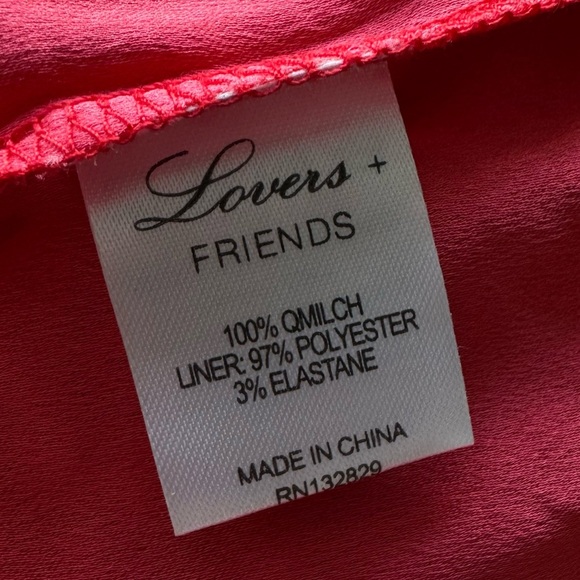 Lovers +
FRIENDS
100% QMILCH
LINER: 97% POLYESTER
3% ELASTANE
MADE IN CHINA
RN132829